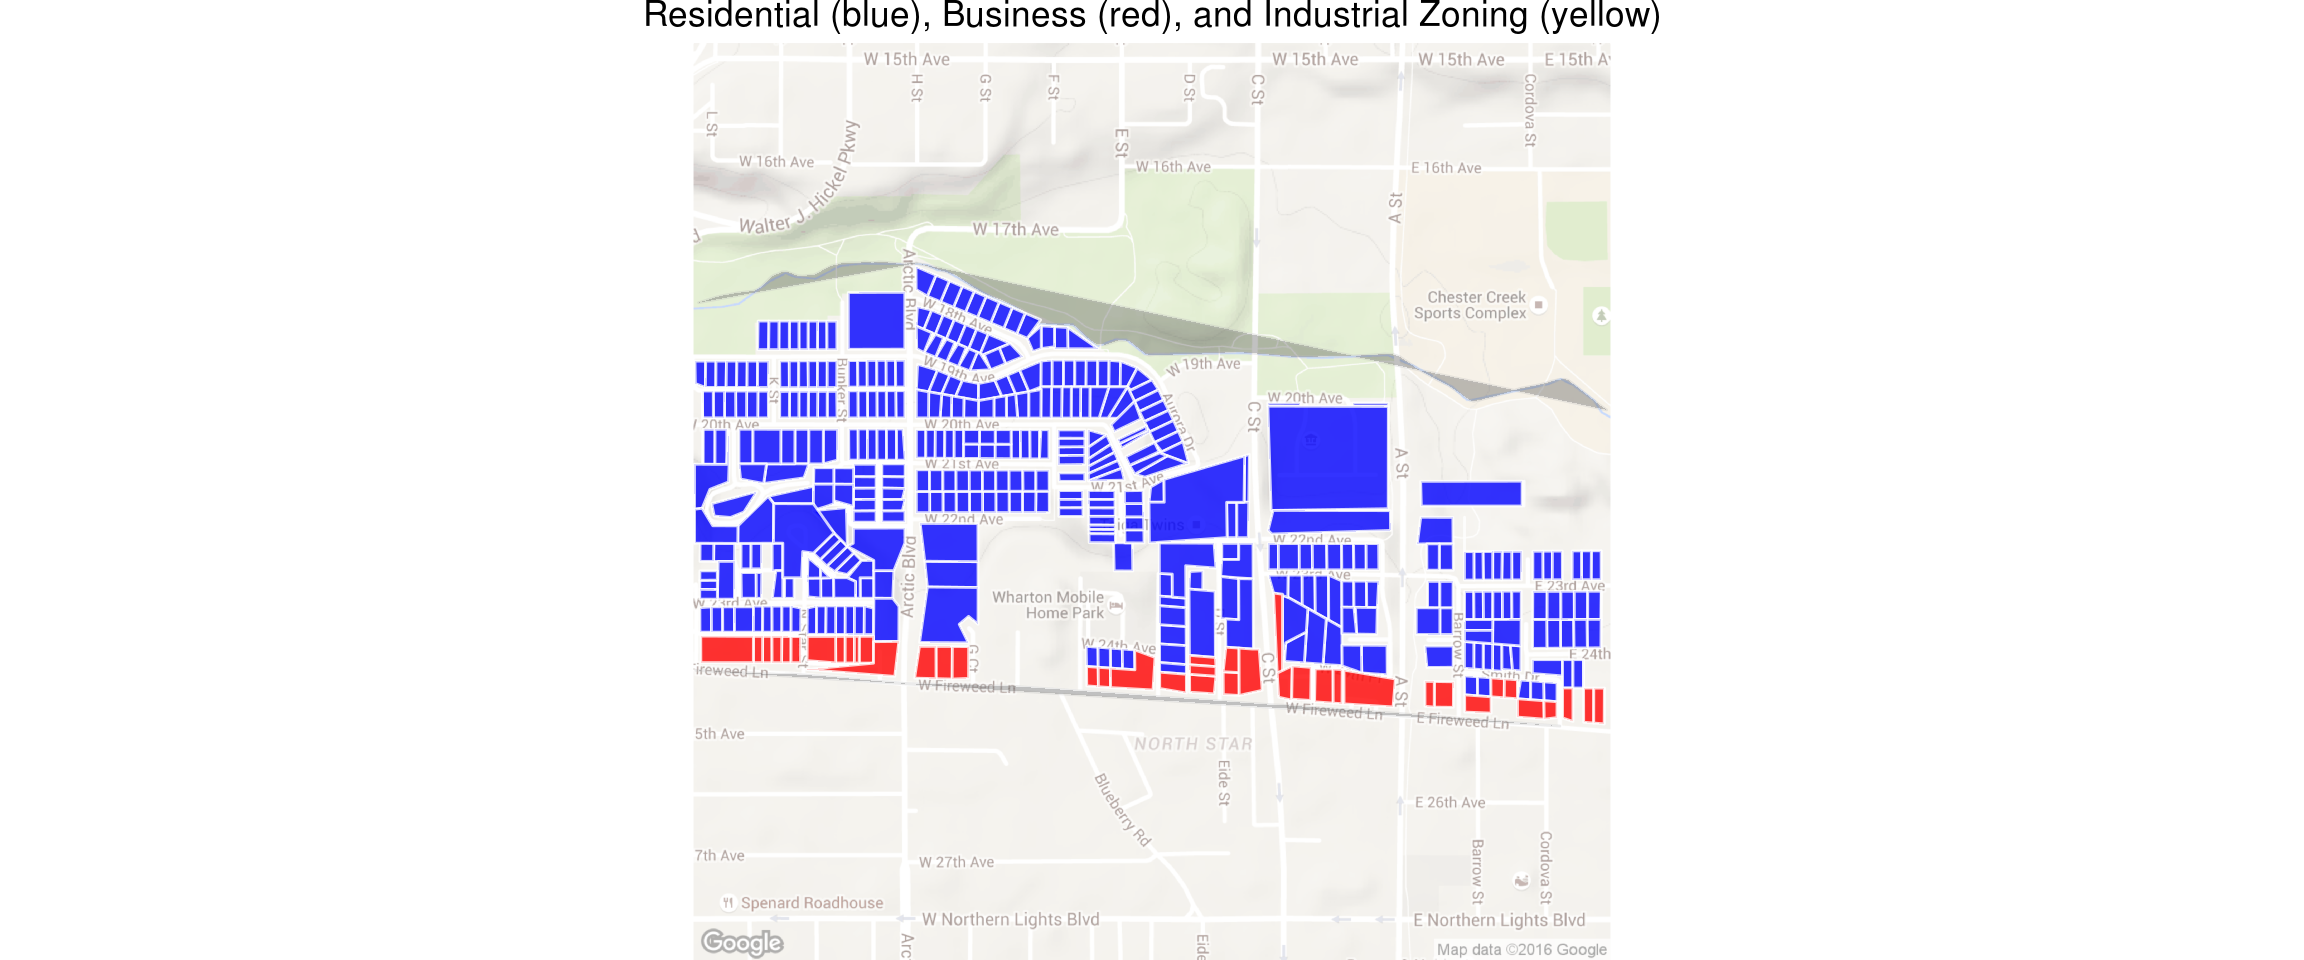 Residential (blue), Business (red), and Industrial Zoning (yellow)
W 15th Ave
W 15th Ave
W 15th Ave
E 15th A
L St
H St
G St
F St
E St
D St
C St
A St
Cordova St
W 16th Ave
W 16th Ave
E 16th Ave
Walter J. Hickel Pkwy
W 17th Ave
Arctic Blvd
Chester Creek
Sports Complex
W 18th Ave
W 19th Ave
W 19th Ave
K St
Bunker St
Aurora Dr
W 20th Ave
C St
W 20th Ave
W 20th Ave
W 21st Ave
A St
W 21st Ave
W 22nd Ave
W 22nd Ave
Arctic Blvd
W 23rd Ave
W 23rd Ave
E 23rd Ave
Wharton Mobile
Home Park
Barrow St
W 24th Ave
E 24th
G Ct
C St
A St
Smith Dr
ireweed Ln
W Fireweed Ln
W Fireweed Ln
E Fireweed Ln
5th Ave
NORTH STAR
Eide St
Blueberry Rd
E 26th Ave
7th Ave
W 27th Ave
Barrow St
Cordova St
Spenard Roadhouse
W Northern Lights Blvd
E Northern Lights Blvd
Google
Arc
Eide
Map data ©2016 Google